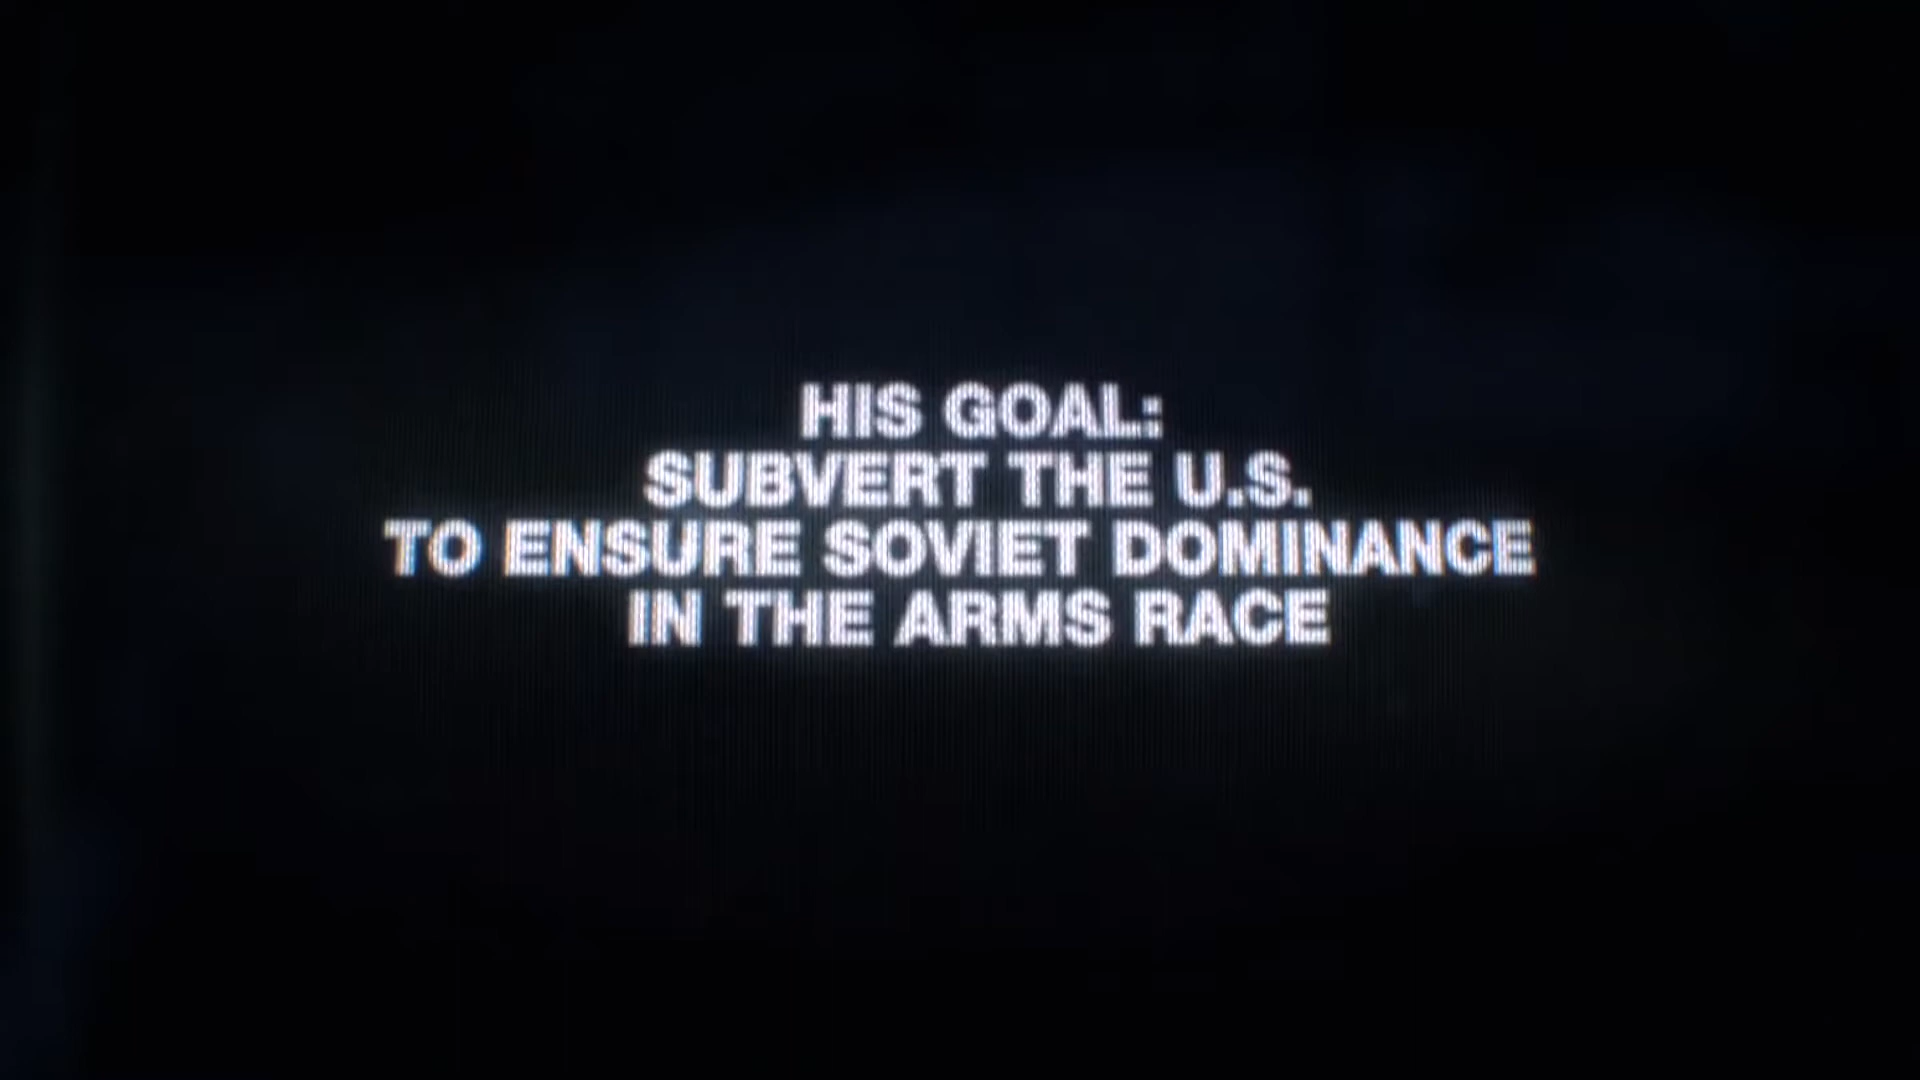 HIS GOAL:
SUBVERT THE U.S.
TO ENSURE SOVIET DOMINANCE
IN THE ARMS RACE